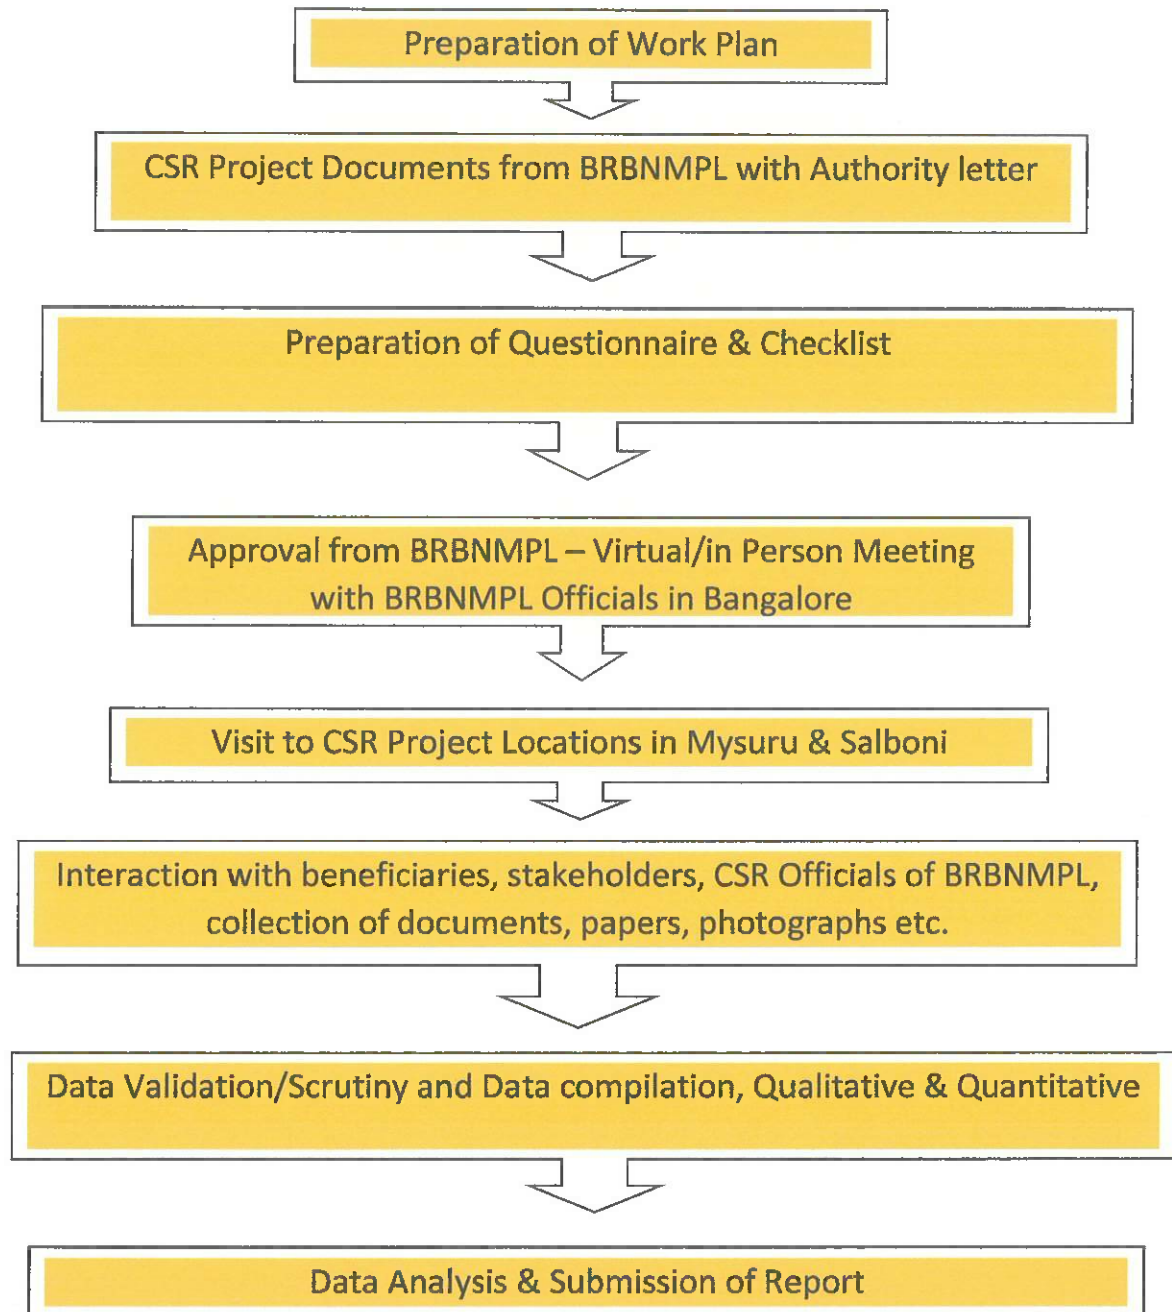 Preparation of Work Plan
CSR Project Documents from BRBNMPL with Authority letter
Preparation of Questionnaire & Checklist
Approval from BRBNMPL – Virtual/in Person Meeting
with BRBNMPL Officials in Bangalore
Visit to CSR Project Locations in Mysuru & Salboni
Interaction with beneficiaries, stakeholders, CSR Officials of BRBNMPL,
collection of documents, papers, photographs etc.
Data Validation/Scrutiny and Data compilation, Qualitative & Quantitative
Data Analysis & Submission of Report